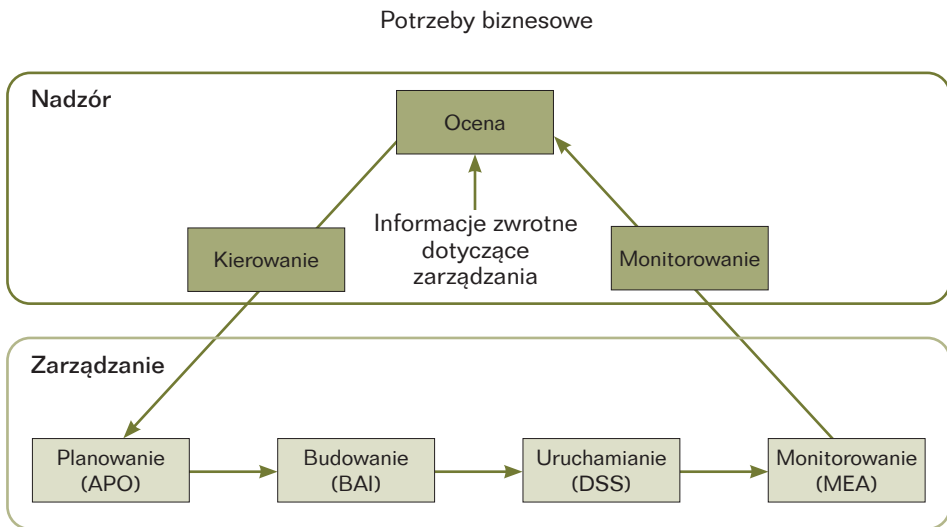 Potrzeby biznesowe
Nadzór
Ocena
Informacje zwrotne
dotyczące
zarządzania
Kierowanie
Monitorowanie
Zarządzanie
Planowanie
(APO)
Budowanie
(BAI)
Uruchamianie
(DSS)
Monitorowanie
(MEA)